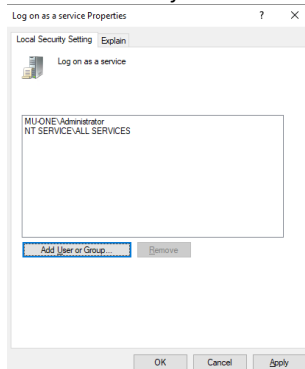 Log on as a service Properties ? ×
Local Security Setting Explain
Log on as a service
MU-ONE\Administrator
NT SERVICE\ALL SERVICES
Add User or Group... Remove
OK Cancel Apply